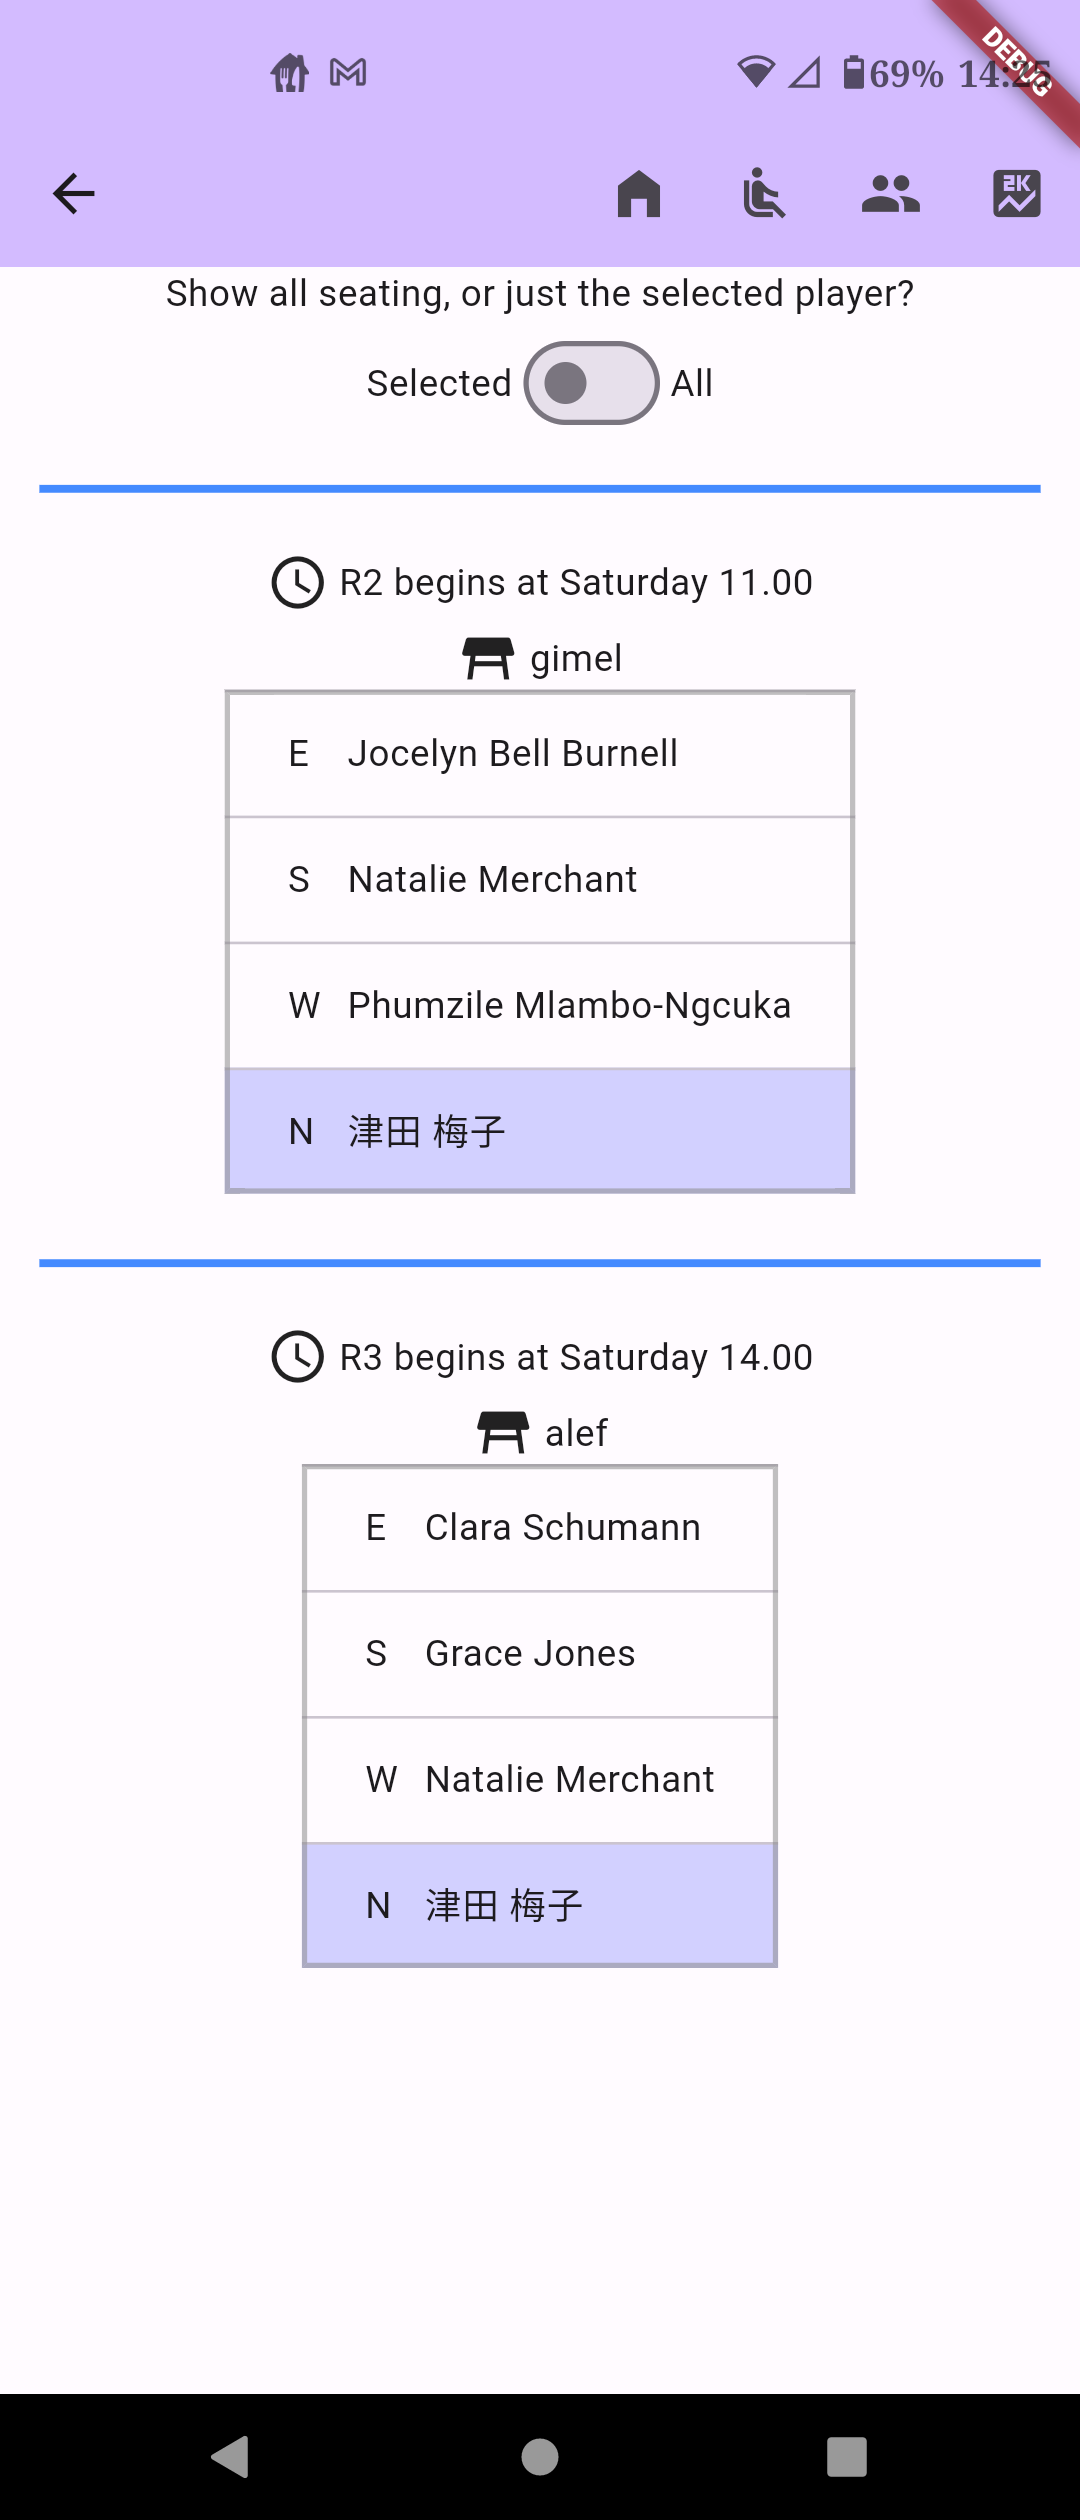 69% 14:25
DEBUG
2K
Show all seating, or just the selected player?
Selected All
R2 begins at Saturday 11.00
gimel
E Jocelyn Bell Burnell
S Natalie Merchant
W Phumzile Mlambo-Ngcuka
N 津田 梅子
R3 begins at Saturday 14.00
alef
E Clara Schumann
S Grace Jones
W Natalie Merchant
N 津田 梅子